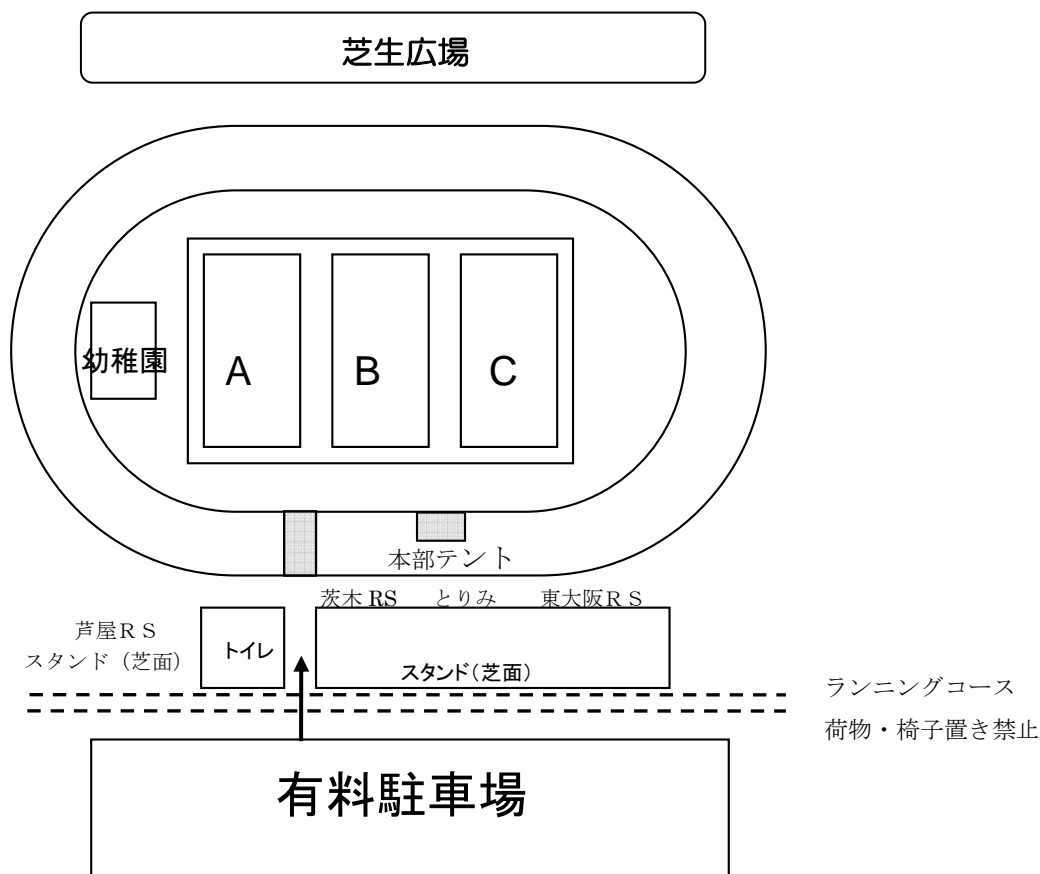 芝生広場
幼稚園
A
B
C
本部テント
茨木 RS とりみ 東大阪ＲＳ
芦屋ＲＳ
スタンド（芝面）
トイレ
スタンド（芝面）
ランニングコース
荷物・椅子置き禁止
有料駐車場